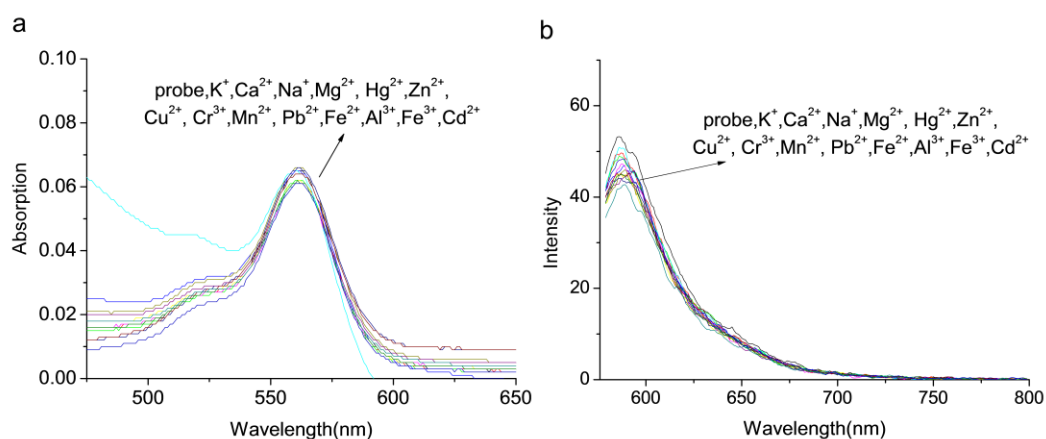 a
0.10
0.08
0.06
0.04
0.02
0.00
Absorption
probe,K⁺,Ca²⁺,Na⁺,Mg²⁺, Hg²⁺,Zn²⁺,
Cu²⁺, Cr³⁺,Mn²⁺, Pb²⁺,Fe²⁺,Al³⁺,Fe³⁺,Cd²⁺
500 550 600 650
Wavelength(nm)
b
60
40
20
0
Intensity
probe,K⁺,Ca²⁺,Na⁺,Mg²⁺, Hg²⁺,Zn²⁺,
Cu²⁺, Cr³⁺,Mn²⁺, Pb²⁺,Fe²⁺,Al³⁺,Fe³⁺,Cd²⁺
600 650 700 750 800
Wavelength(nm)